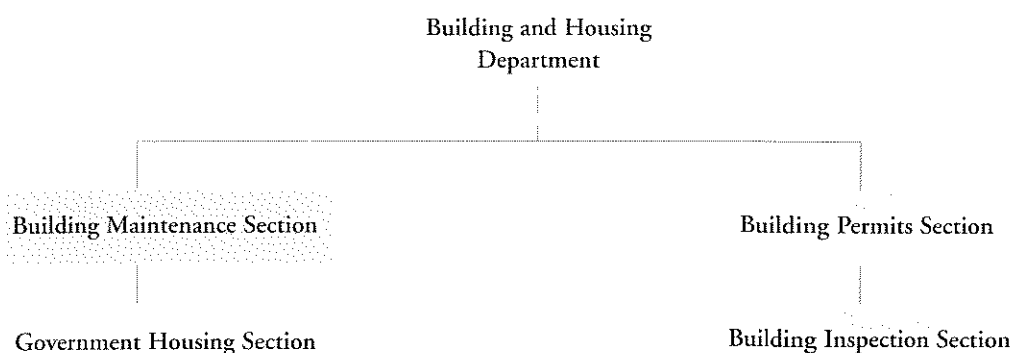 Building and Housing
Department
Building Maintenance Section
Building Permits Section
Government Housing Section
Building Inspection Section